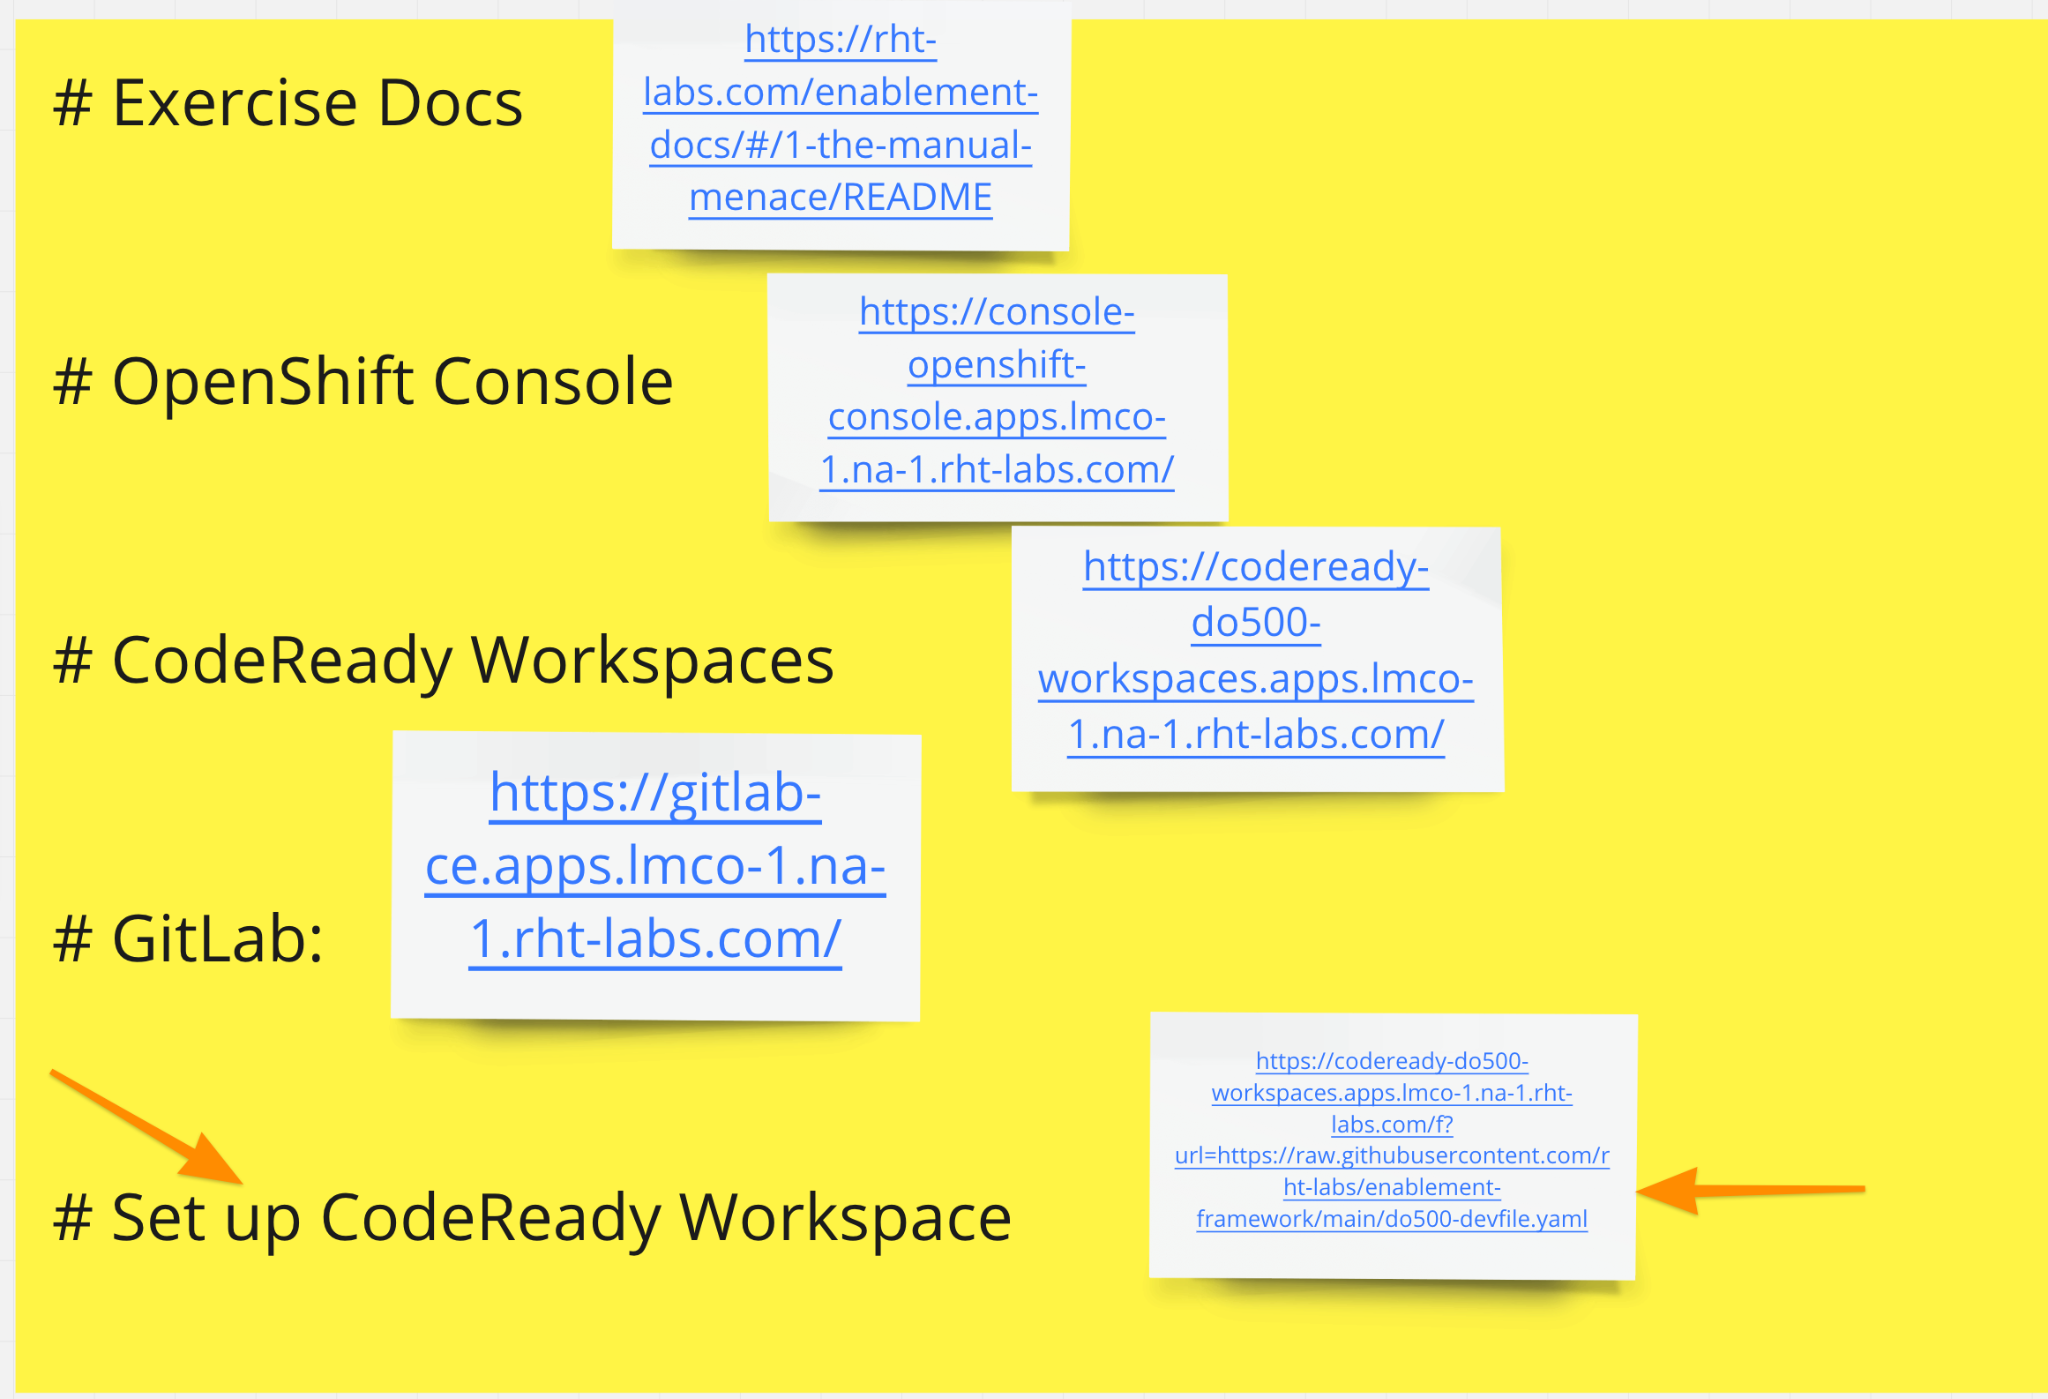 # Exercise Docs
https://rht-
labs.com/enablement-
docs/#/1-the-manual-
menace/README
# OpenShift Console
https://console-
openshift-
console.apps.lmco-
1.na-1.rht-labs.com/
# CodeReady Workspaces
https://codeready-
do500-
workspaces.apps.lmco-
1.na-1.rht-labs.com/
# GitLab:
https://gitlab-
ce.apps.lmco-1.na-
1.rht-labs.com/
# Set up CodeReady Workspace
https://codeready-do500-
workspaces.apps.lmco-1.na-1.rht-
labs.com/f?
url=https://raw.githubusercontent.com/r
ht-labs/enablement-
framework/main/do500-devfile.yaml